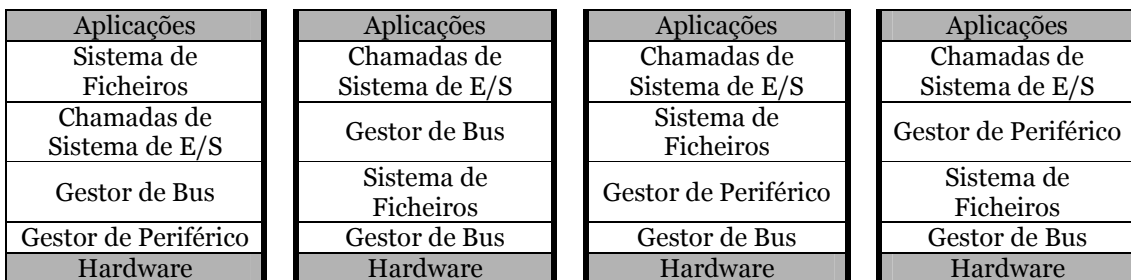 Aplicações
Sistema de
Ficheiros
Chamadas de
Sistema de E/S
Gestor de Bus
Gestor de Periférico
Hardware
Aplicações
Chamadas de
Sistema de E/S
Gestor de Bus
Sistema de
Ficheiros
Gestor de Bus
Hardware
Aplicações
Chamadas de
Sistema de E/S
Sistema de
Ficheiros
Gestor de Periférico
Gestor de Bus
Hardware
Aplicações
Chamadas de
Sistema de E/S
Gestor de Periférico
Sistema de
Ficheiros
Gestor de Bus
Hardware